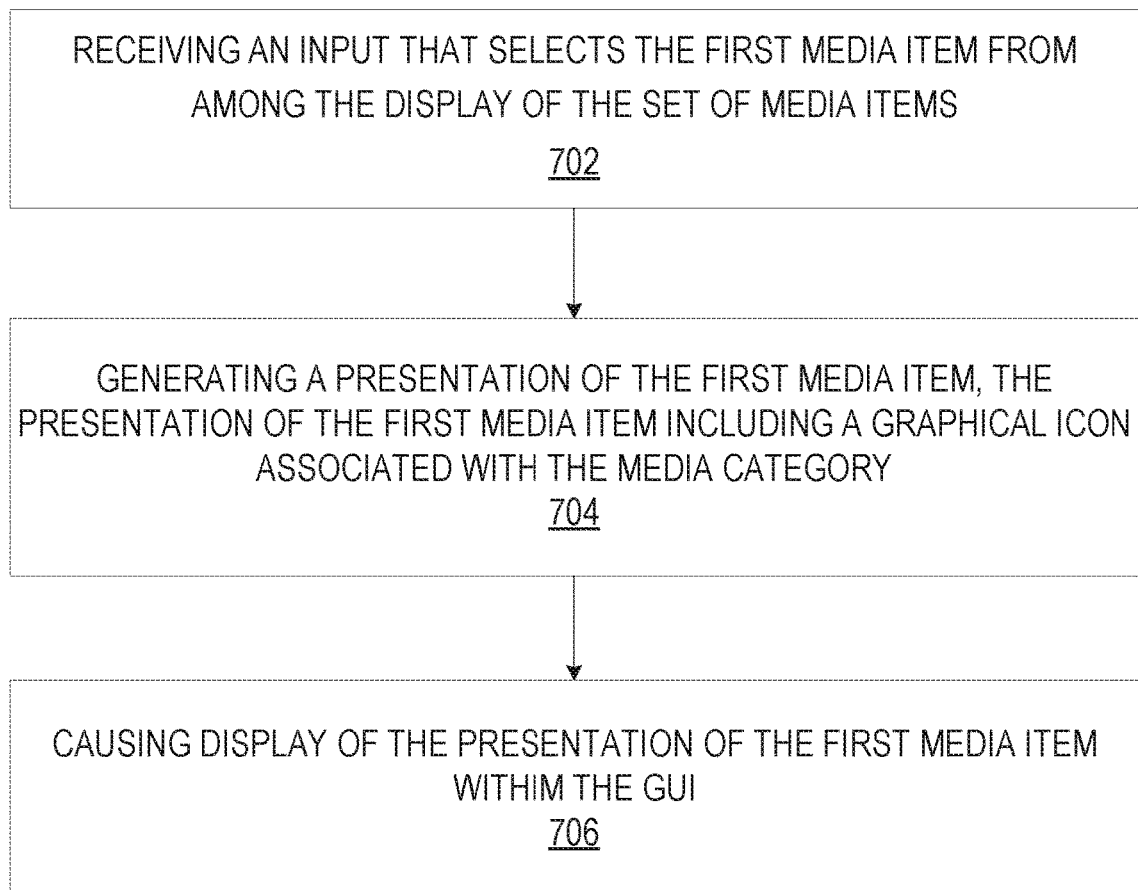 RECEIVING AN INPUT THAT SELECTS THE FIRST MEDIA ITEM FROM
AMONG THE DISPLAY OF THE SET OF MEDIA ITEMS
702
GENERATING A PRESENTATION OF THE FIRST MEDIA ITEM, THE
PRESENTATION OF THE FIRST MEDIA ITEM INCLUDING A GRAPHICAL ICON
ASSOCIATED WITH THE MEDIA CATEGORY
704
CAUSING DISPLAY OF THE PRESENTATION OF THE FIRST MEDIA ITEM
WITHIM THE GUI
706